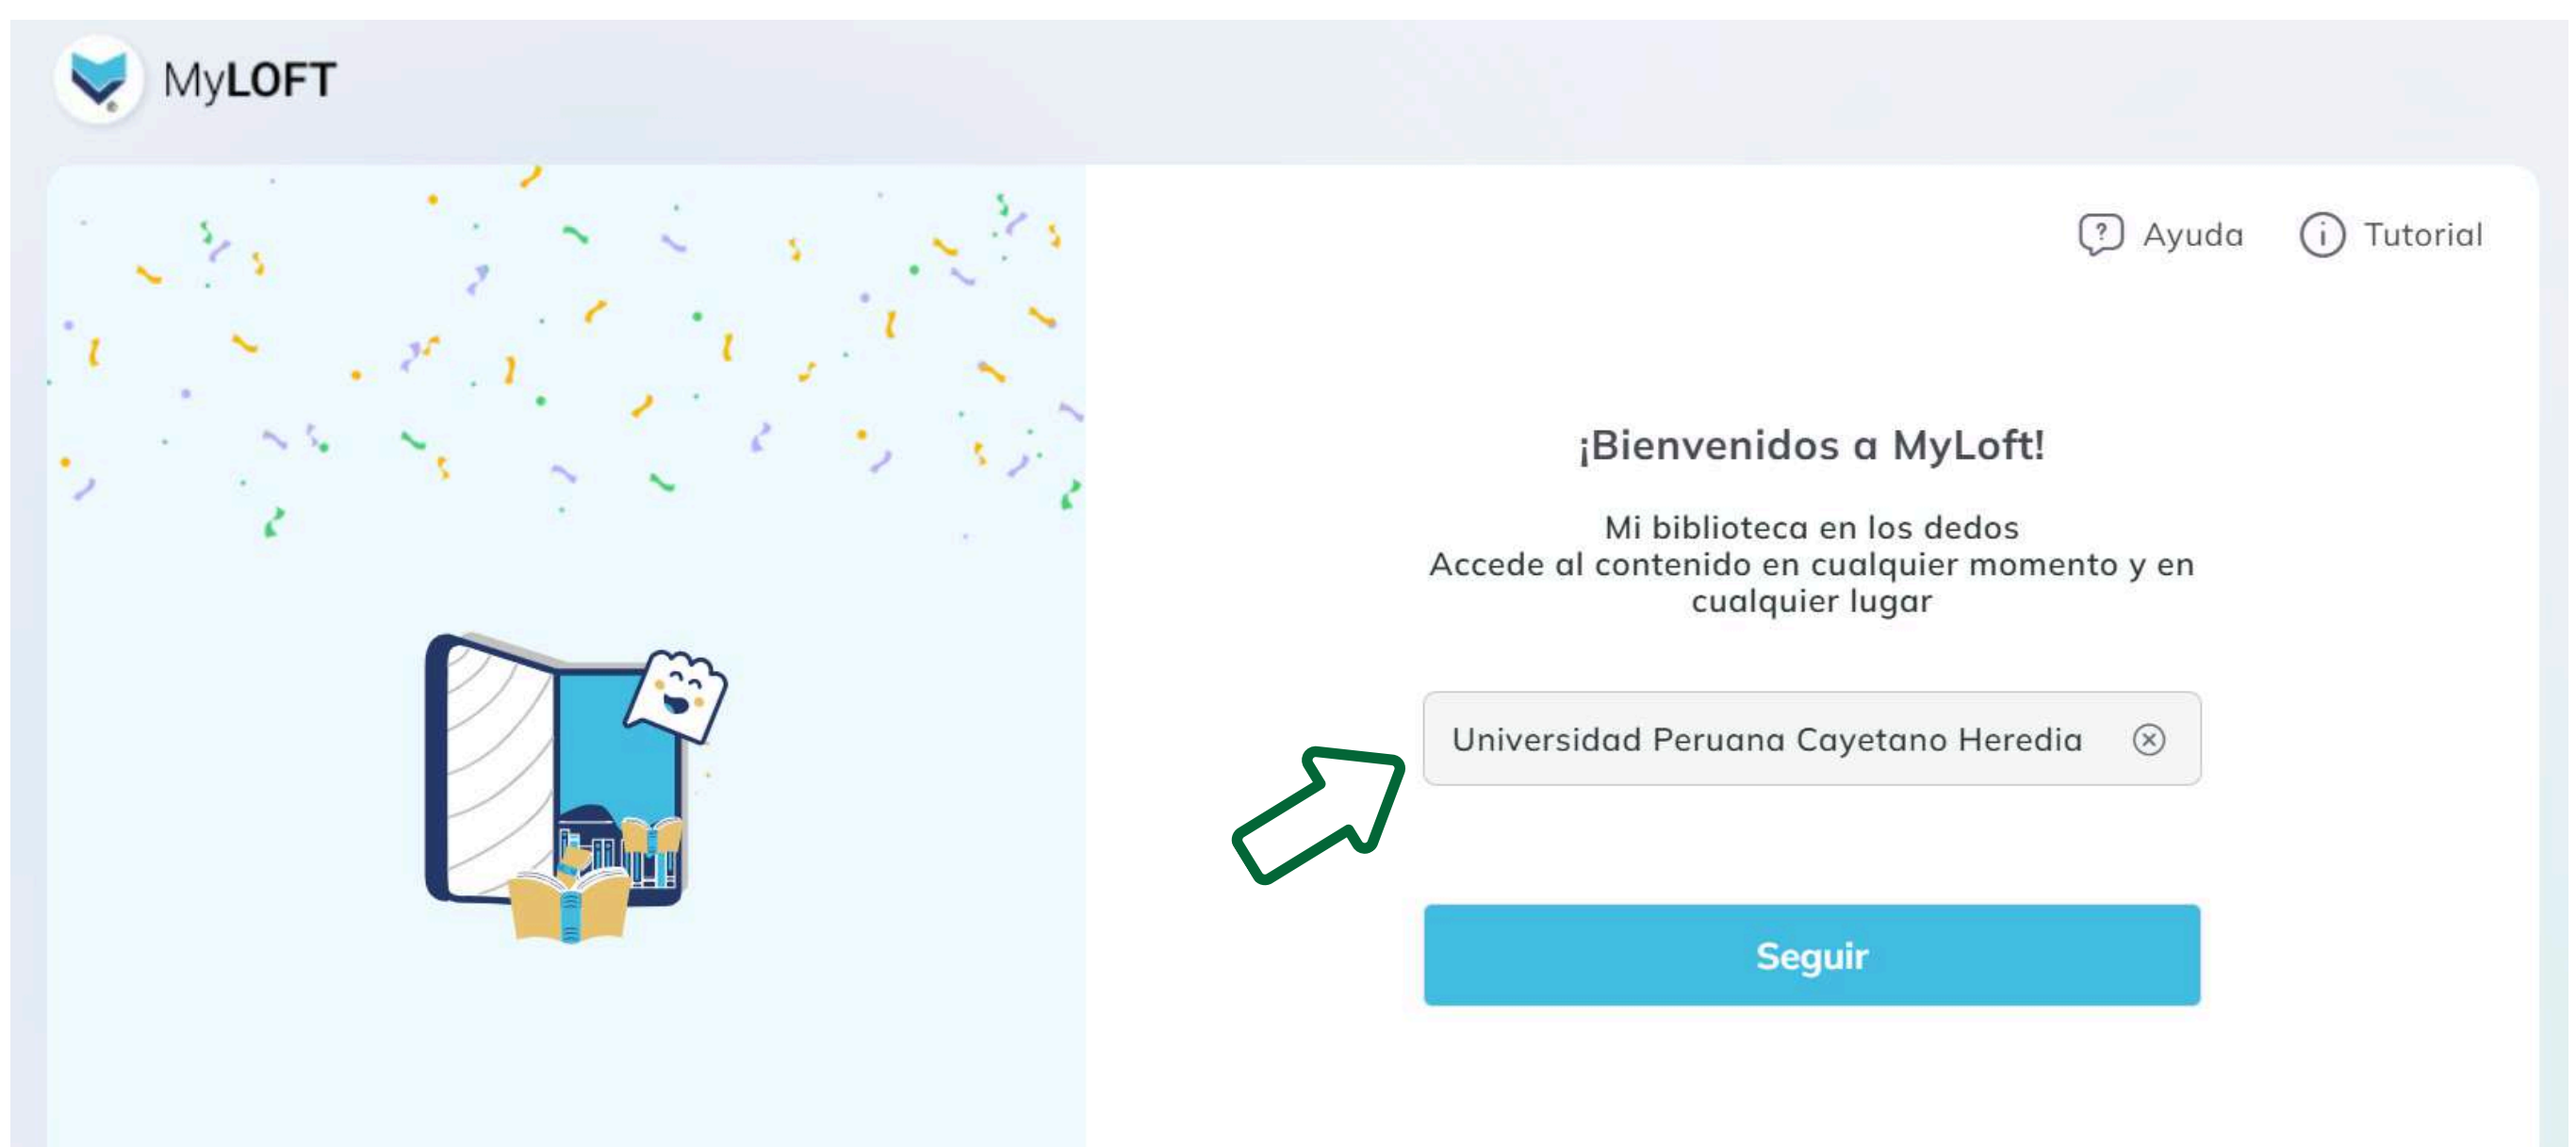 MyLOFT
Ayuda
Tutorial
¡Bienvenidos a MyLoft!
Mi biblioteca en los dedos
Accede al contenido en cualquier momento y en
cualquier lugar
Universidad Peruana Cayetano Heredia
Seguir